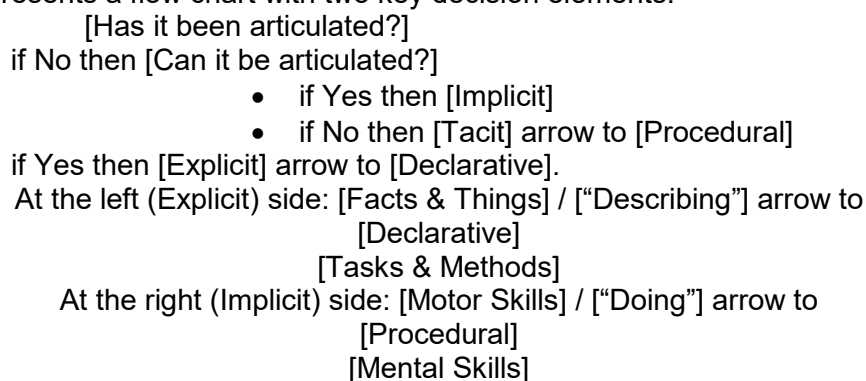 resents a flow chart with two key decision elements:
[Has it been articulated?]
if No then [Can it be articulated?]
• if Yes then [Implicit]
• if No then [Tacit] arrow to [Procedural]
if Yes then [Explicit] arrow to [Declarative].
At the left (Explicit) side: [Facts & Things] / [“Describing”] arrow to
[Declarative]
[Tasks & Methods]
At the right (Implicit) side: [Motor Skills] / [“Doing”] arrow to
[Procedural]
[Mental Skills]